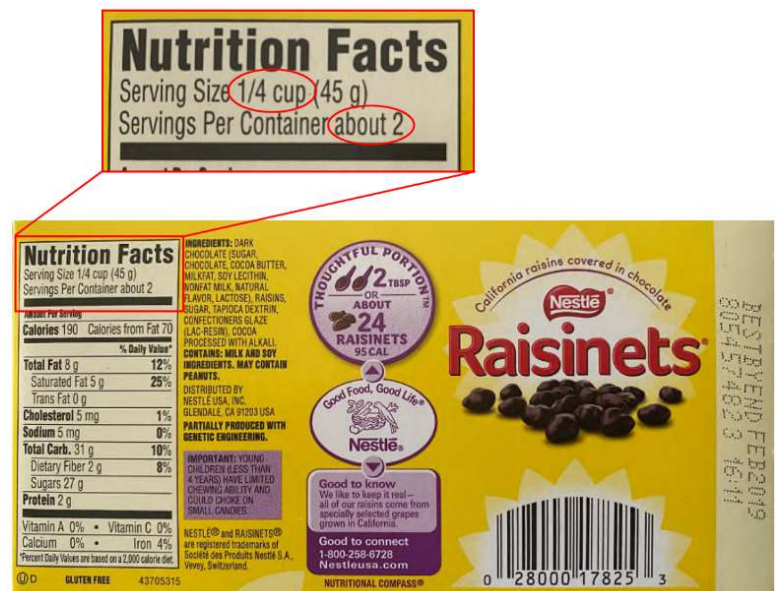 Nutrition Facts
Serving Size 1/4 cup (45 g)
Servings Per Container about 2
Nutrition Facts
Serving Size 1/4 cup (45 g)
Servings Per Container about 2
Amount Per Serving
Calories 190 Calories from Fat 70
% Daily Value*
Total Fat 8 g 12%
Saturated Fat 5 g 25%
Trans Fat 0 g
Cholesterol 5 mg 1%
Sodium 5 mg 0%
Total Carb. 31 g 10%
Dietary Fiber 2 g 8%
Sugars 27 g
Protein 2 g
Vitamin A 0% • Vitamin C 0%
Calcium 0% • Iron 4%
*Percent Daily Values are based on a 2,000 calorie diet.
U D GLUTEN FREE 43705315
INGREDIENTS: DARK
CHOCOLATE (SUGAR,
CHOCOLATE, COCOA BUTTER,
MILKFAT, SOY LECITHIN,
NONFAT MILK, NATURAL
FLAVOR, LACTOSE), RAISINS,
SUGAR, TAPIOCA DEXTRIN,
CONFECTIONERS GLAZE
(LAC-RESIN), COCOA
PROCESSED WITH ALKALI.
CONTAINS: MILK AND SOY
INGREDIENTS. MAY CONTAIN
PEANUTS.
DISTRIBUTED BY
NESTLÉ USA, INC.
GLENDALE, CA 91203 USA
PARTIALLY PRODUCED WITH
GENETIC ENGINEERING.
IMPORTANT: YOUNG
CHILDREN (LESS THAN
4 YEARS) HAVE LIMITED
CHEWING ABILITY AND
COULD CHOKE ON
SMALL CANDIES.
NESTLÉ® and RAISINETS®
are registered trademarks of
Société des Produits Nestlé S.A.,
Vevey, Switzerland.
THOUGHTFUL PORTION™
2 TBSP
OR
ABOUT
24
RAISINETS
95 CAL
Good Food, Good Life®
Nestlé®
Good to know
We like to keep it real –
all of our raisins come from
specially selected grapes
grown in California.
Good to connect
1-800-258-6728
Nestleusa.com
NUTRITIONAL COMPASS®
California raisins covered in chocolate
Nestlé
Raisinets®
0 28000 17825 3
BEST BY END FEB2019
80545748Z3 16:11